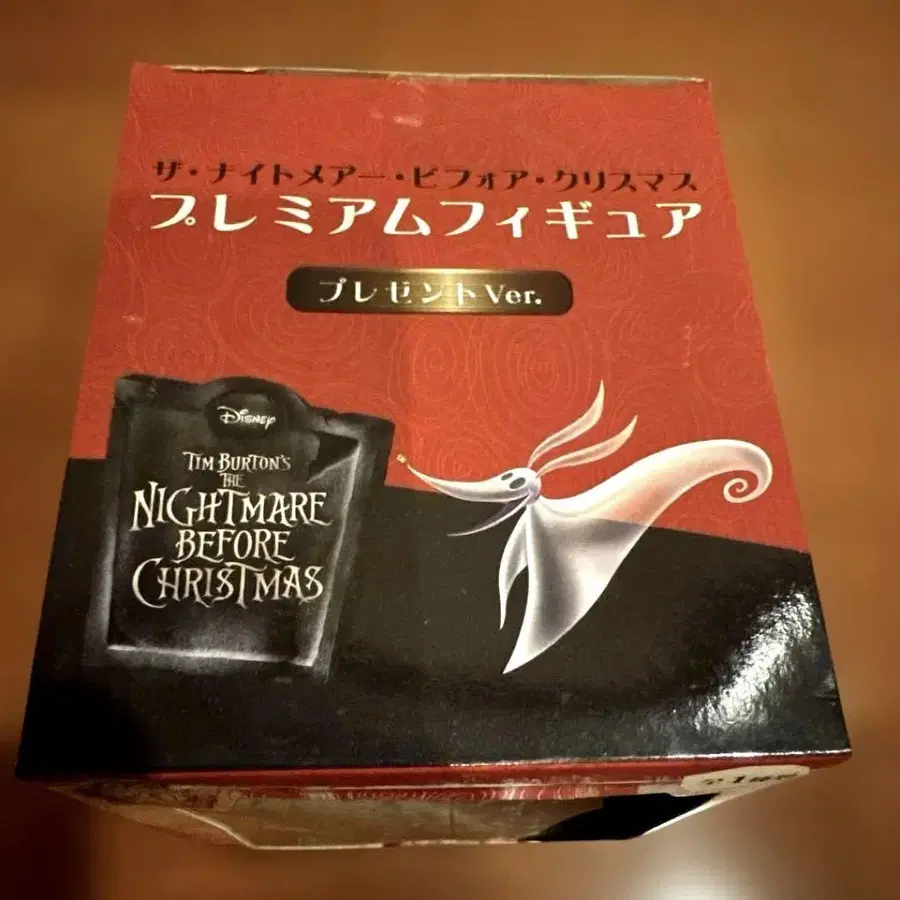 ザ・ナイトメアー・ビフォア・クリスマス
プレミアムフィギュア
プレゼントVer.
Disney
TIM BURTON'S
THE
NIGHTMARE
BEFORE
CHRISTMAS